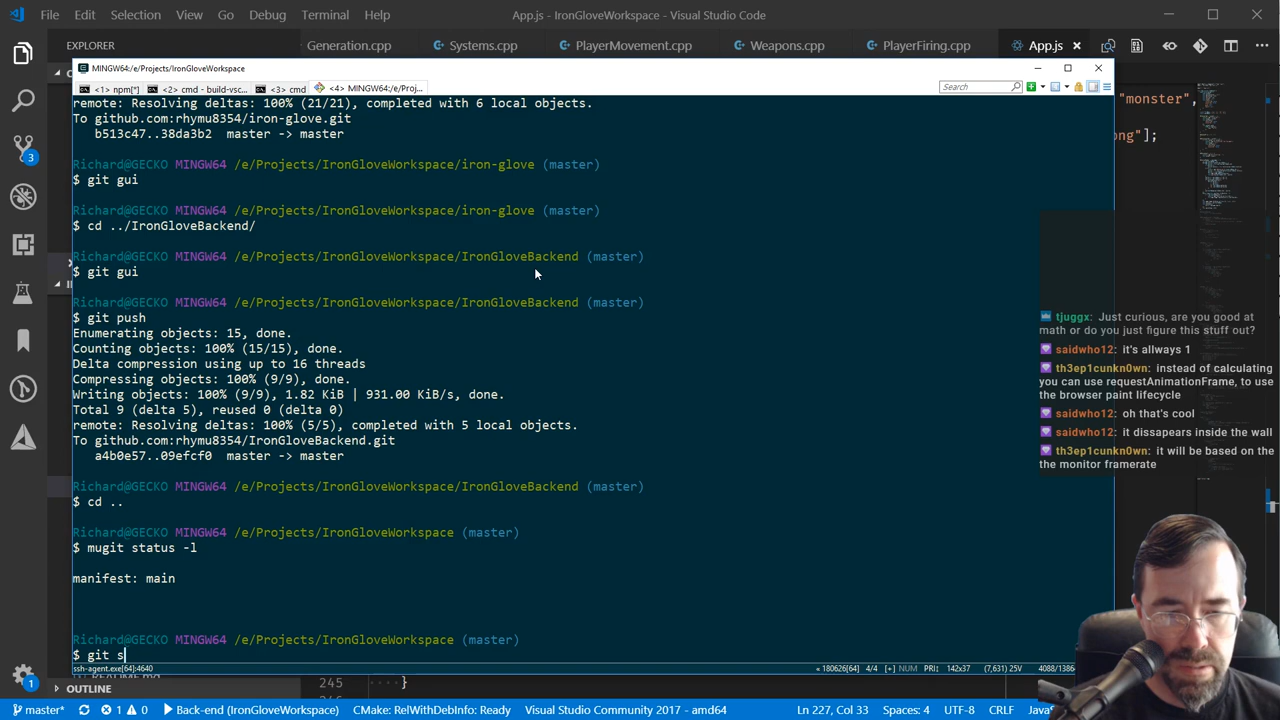 File Edit Selection View Go Debug Terminal Help
App.js - IronGloveWorkspace - Visual Studio Code
EXPLORER
Generation.cpp
Systems.cpp
PlayerMovement.cpp
Weapons.cpp
PlayerFiring.cpp
App.js
MINGW64:/e/Projects/IronGloveWorkspace
<1> npm[*] <2> cmd - build-vsc... <3> cmd <4> MINGW64:/e/Proj...
Search
remote: Resolving deltas: 100% (21/21), completed with 6 local objects.
To github.com:rhymu8354/iron-glove.git
b513c47..38da3b2 master -> master
Richard@GECKO MINGW64 /e/Projects/IronGloveWorkspace/iron-glove (master)
$ git gui
Richard@GECKO MINGW64 /e/Projects/IronGloveWorkspace/iron-glove (master)
$ cd ../IronGloveBackend/
Richard@GECKO MINGW64 /e/Projects/IronGloveWorkspace/IronGloveBackend (master)
$ git gui
Richard@GECKO MINGW64 /e/Projects/IronGloveWorkspace/IronGloveBackend (master)
$ git push
Enumerating objects: 15, done.
Counting objects: 100% (15/15), done.
Delta compression using up to 16 threads
Compressing objects: 100% (9/9), done.
Writing objects: 100% (9/9), 1.82 KiB | 931.00 KiB/s, done.
Total 9 (delta 5), reused 0 (delta 0)
remote: Resolving deltas: 100% (5/5), completed with 5 local objects.
To github.com:rhymu8354/IronGloveBackend.git
a4b0e57..09efcf0 master -> master
Richard@GECKO MINGW64 /e/Projects/IronGloveWorkspace/IronGloveBackend (master)
$ cd ..
Richard@GECKO MINGW64 /e/Projects/IronGloveWorkspace (master)
$ mugit status -l
manifest: main
Richard@GECKO MINGW64 /e/Projects/IronGloveWorkspace (master)
$ git s
ssh-agent.exe[64]:4640
« 180626[64] 4/4 [+] NUM PRI: 142x37 (7,631) 25V 4088/1
"monster",
ng"];
tjuggx: Just curious, are you good at
math or do you just figure this stuff out?
saidwho12: it's allways 1
th3ep1cunkn0wn: instead of calculating
you can use requestAnimationFrame, to use
the browser paint lifecycle
saidwho12: oh that's cool
saidwho12: it dissapears inside the wall
th3ep1cunkn0wn: it will be based on the
the monitor framerate
3
1
OUTLINE
245 }
master* 1 0 Back-end (IronGloveWorkspace) CMake: RelWithDebInfo: Ready Visual Studio Community 2017 - amd64 Ln 227, Col 33 Spaces: 4 UTF-8 CRLF